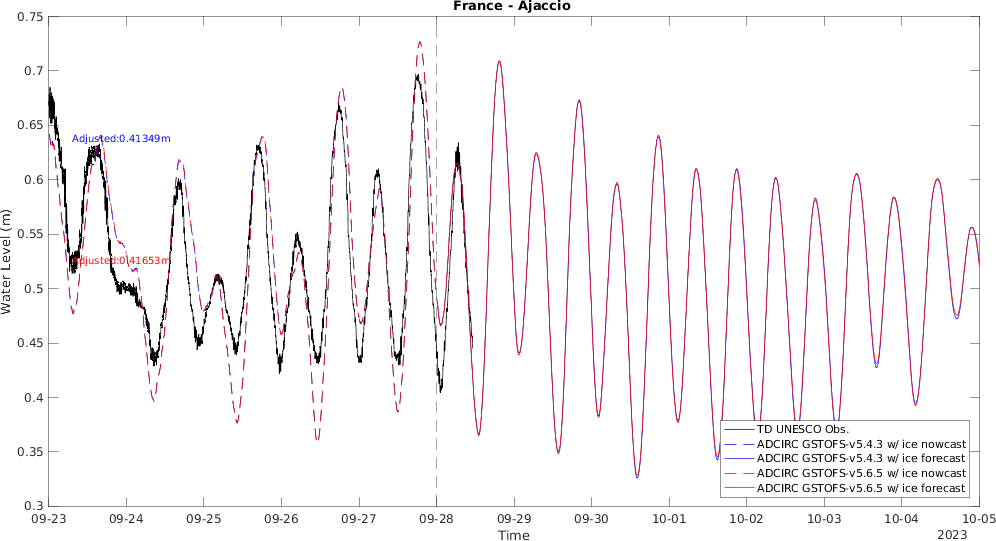 France - Ajaccio
Water Level (m)
0.75
0.7
0.65
0.6
0.55
0.5
0.45
0.4
0.35
0.3
Adjusted:0.41349m
Adjusted:0.41653m
TD UNESCO Obs.
ADCIRC GSTOFS-v5.4.3 w/ ice nowcast
ADCIRC GSTOFS-v5.4.3 w/ ice forecast
ADCIRC GSTOFS-v5.6.5 w/ ice nowcast
ADCIRC GSTOFS-v5.6.5 w/ ice forecast
09-23 09-24 09-25 09-26 09-27 09-28 09-29 09-30 10-01 10-02 10-03 10-04 10-05
Time
2023